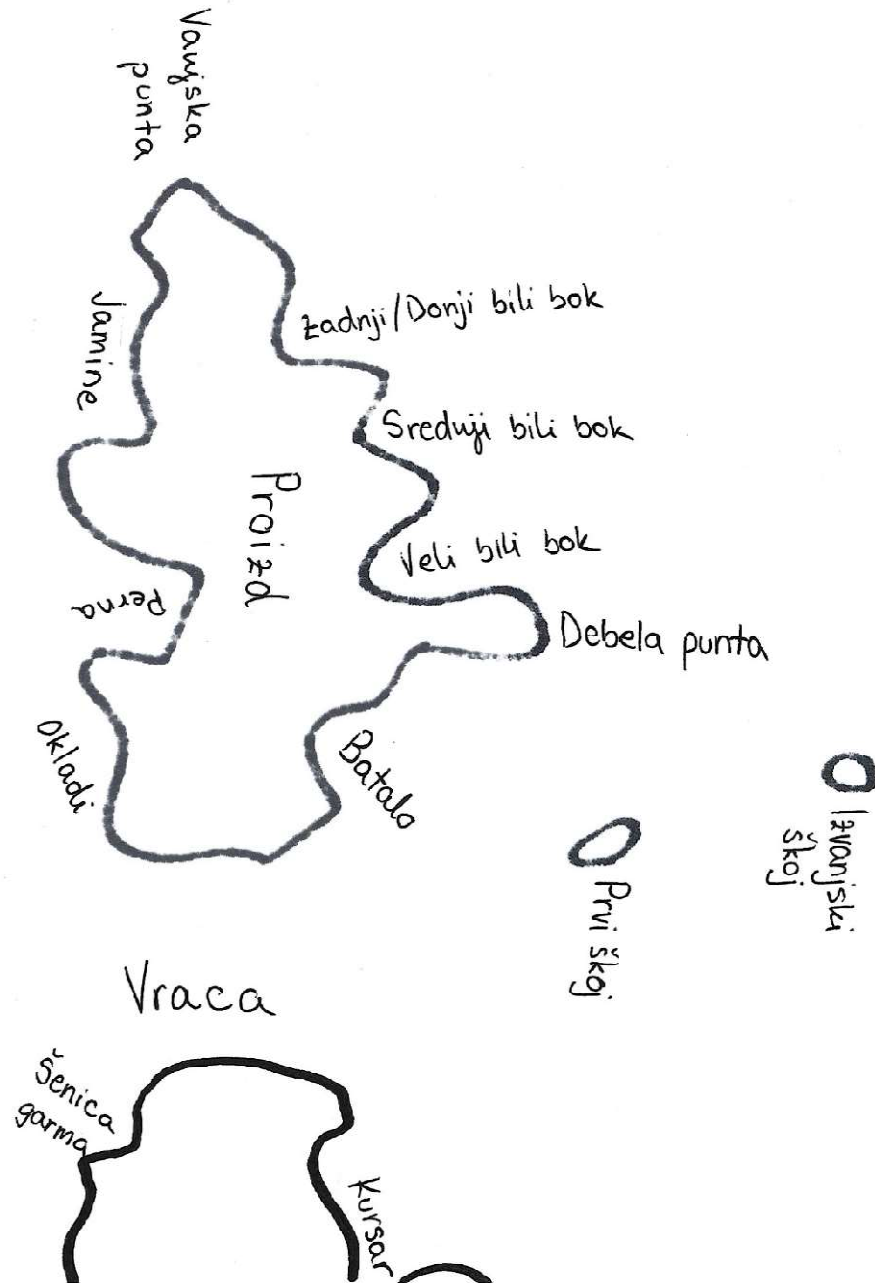 Vanjska
punta
Zadnji/Donji bili bok
Jamine
Srednji bili bok
Proizd
Veli bili bok
Perna
Debela punta
Okladi
Batalo
Izvanjski
škoj
Prvi škoj
Vraca
Šenica
garma
Kursar